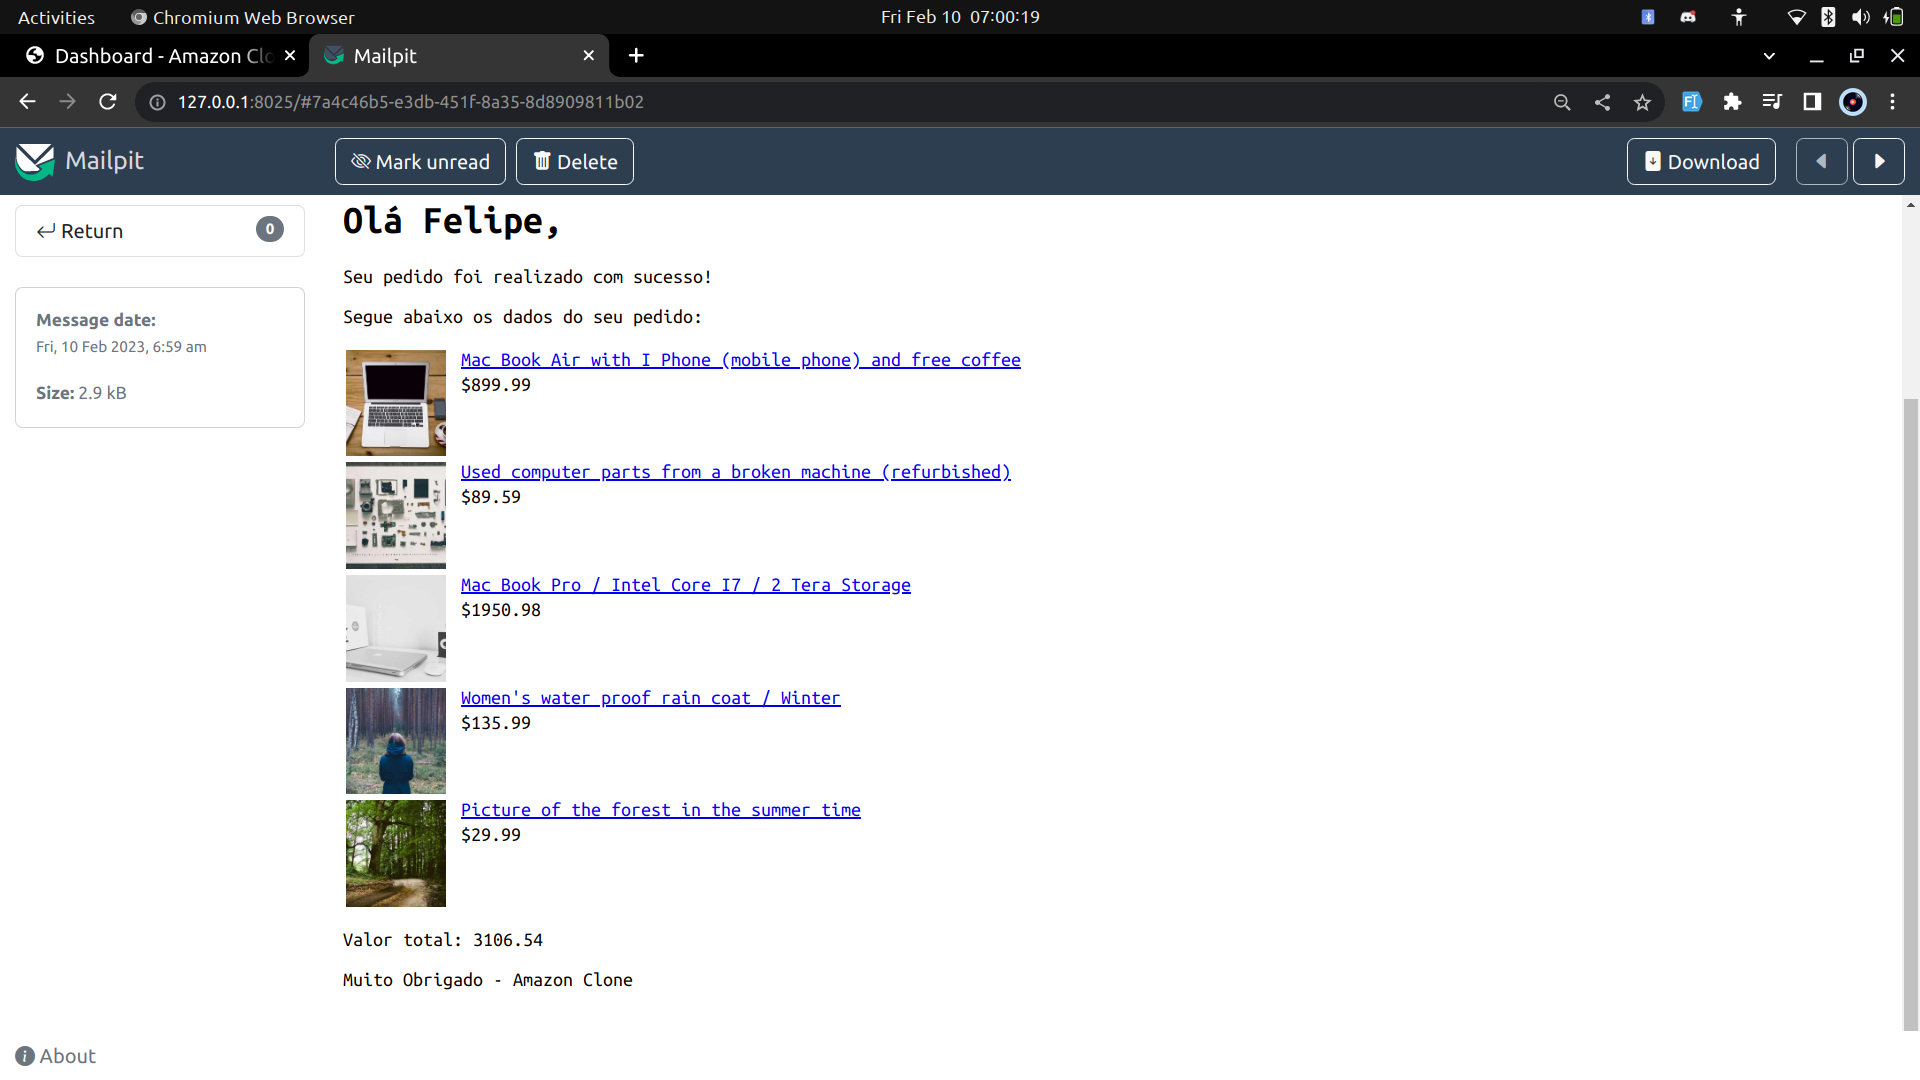 Activities
Chromium Web Browser
Fri Feb 10 07:00:19
Dashboard - Amazon Clo
Mailpit
127.0.0.1:8025/#7a4c46b5-e3db-451f-8a35-8d8909811b02
Mailpit
Mark unread
Delete
Download
Return 0
Message date:
Fri, 10 Feb 2023, 6:59 am
Size: 2.9 kB
Olá Felipe,
Seu pedido foi realizado com sucesso!
Segue abaixo os dados do seu pedido:
Mac Book Air with I Phone (mobile phone) and free coffee
$899.99
Used computer parts from a broken machine (refurbished)
$89.59
Mac Book Pro / Intel Core I7 / 2 Tera Storage
$1950.98
Women's water proof rain coat / Winter
$135.99
Picture of the forest in the summer time
$29.99
Valor total: 3106.54
Muito Obrigado - Amazon Clone
About